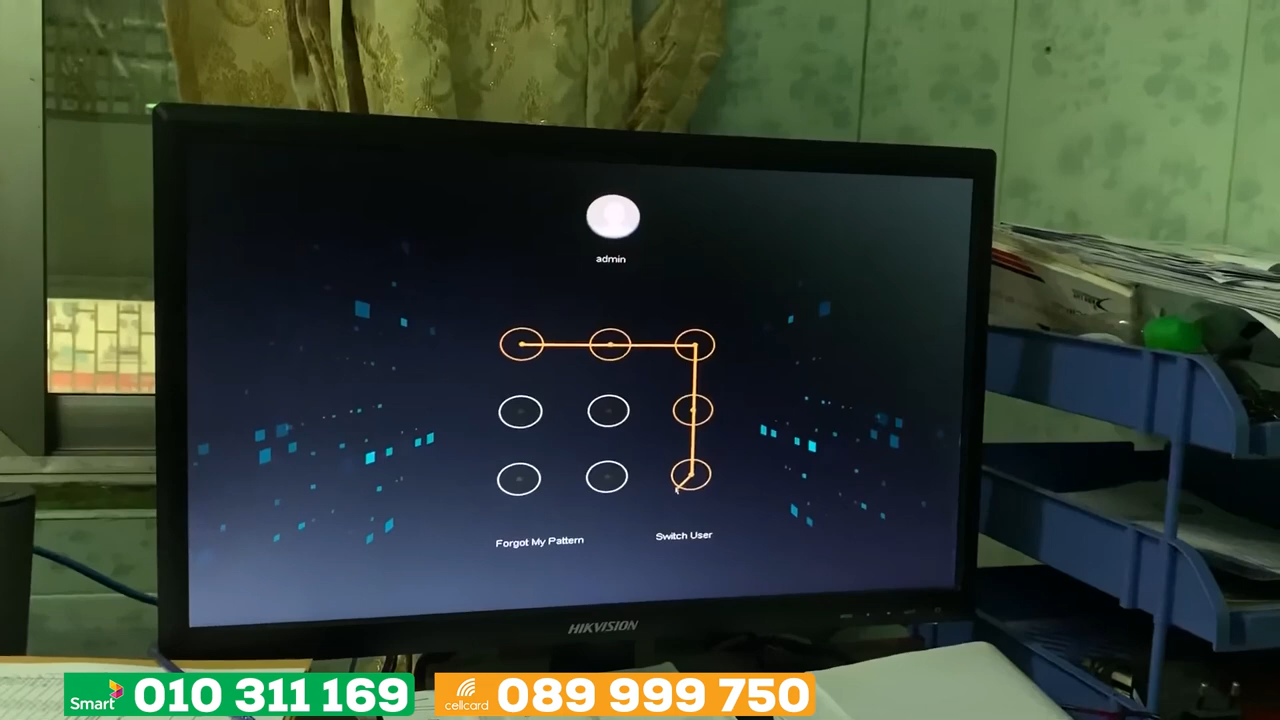 admin
Forgot My Pattern
Switch User
HIKVISION
Smart 010 311 169
cellcard 089 999 750